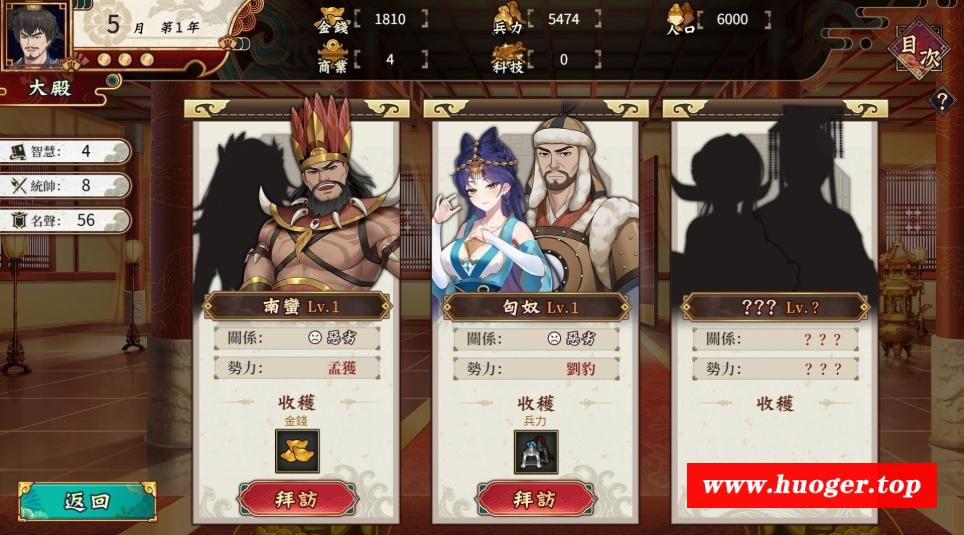 5 月 第1年
金錢 1810
兵力 5474
人口 6000
商業 4
科技 0
目次
?
大殿
智慧: 4
統帥: 8
名聲: 56
南蠻 Lv.1
關係: 惡劣
勢力: 孟獲
收穫
金錢
拜訪
匈奴 Lv.1
關係: 惡劣
勢力: 劉豹
收穫
兵力
拜訪
??? Lv.?
關係: ? ? ?
勢力: ? ? ?
收穫
返回
www.huoger.top